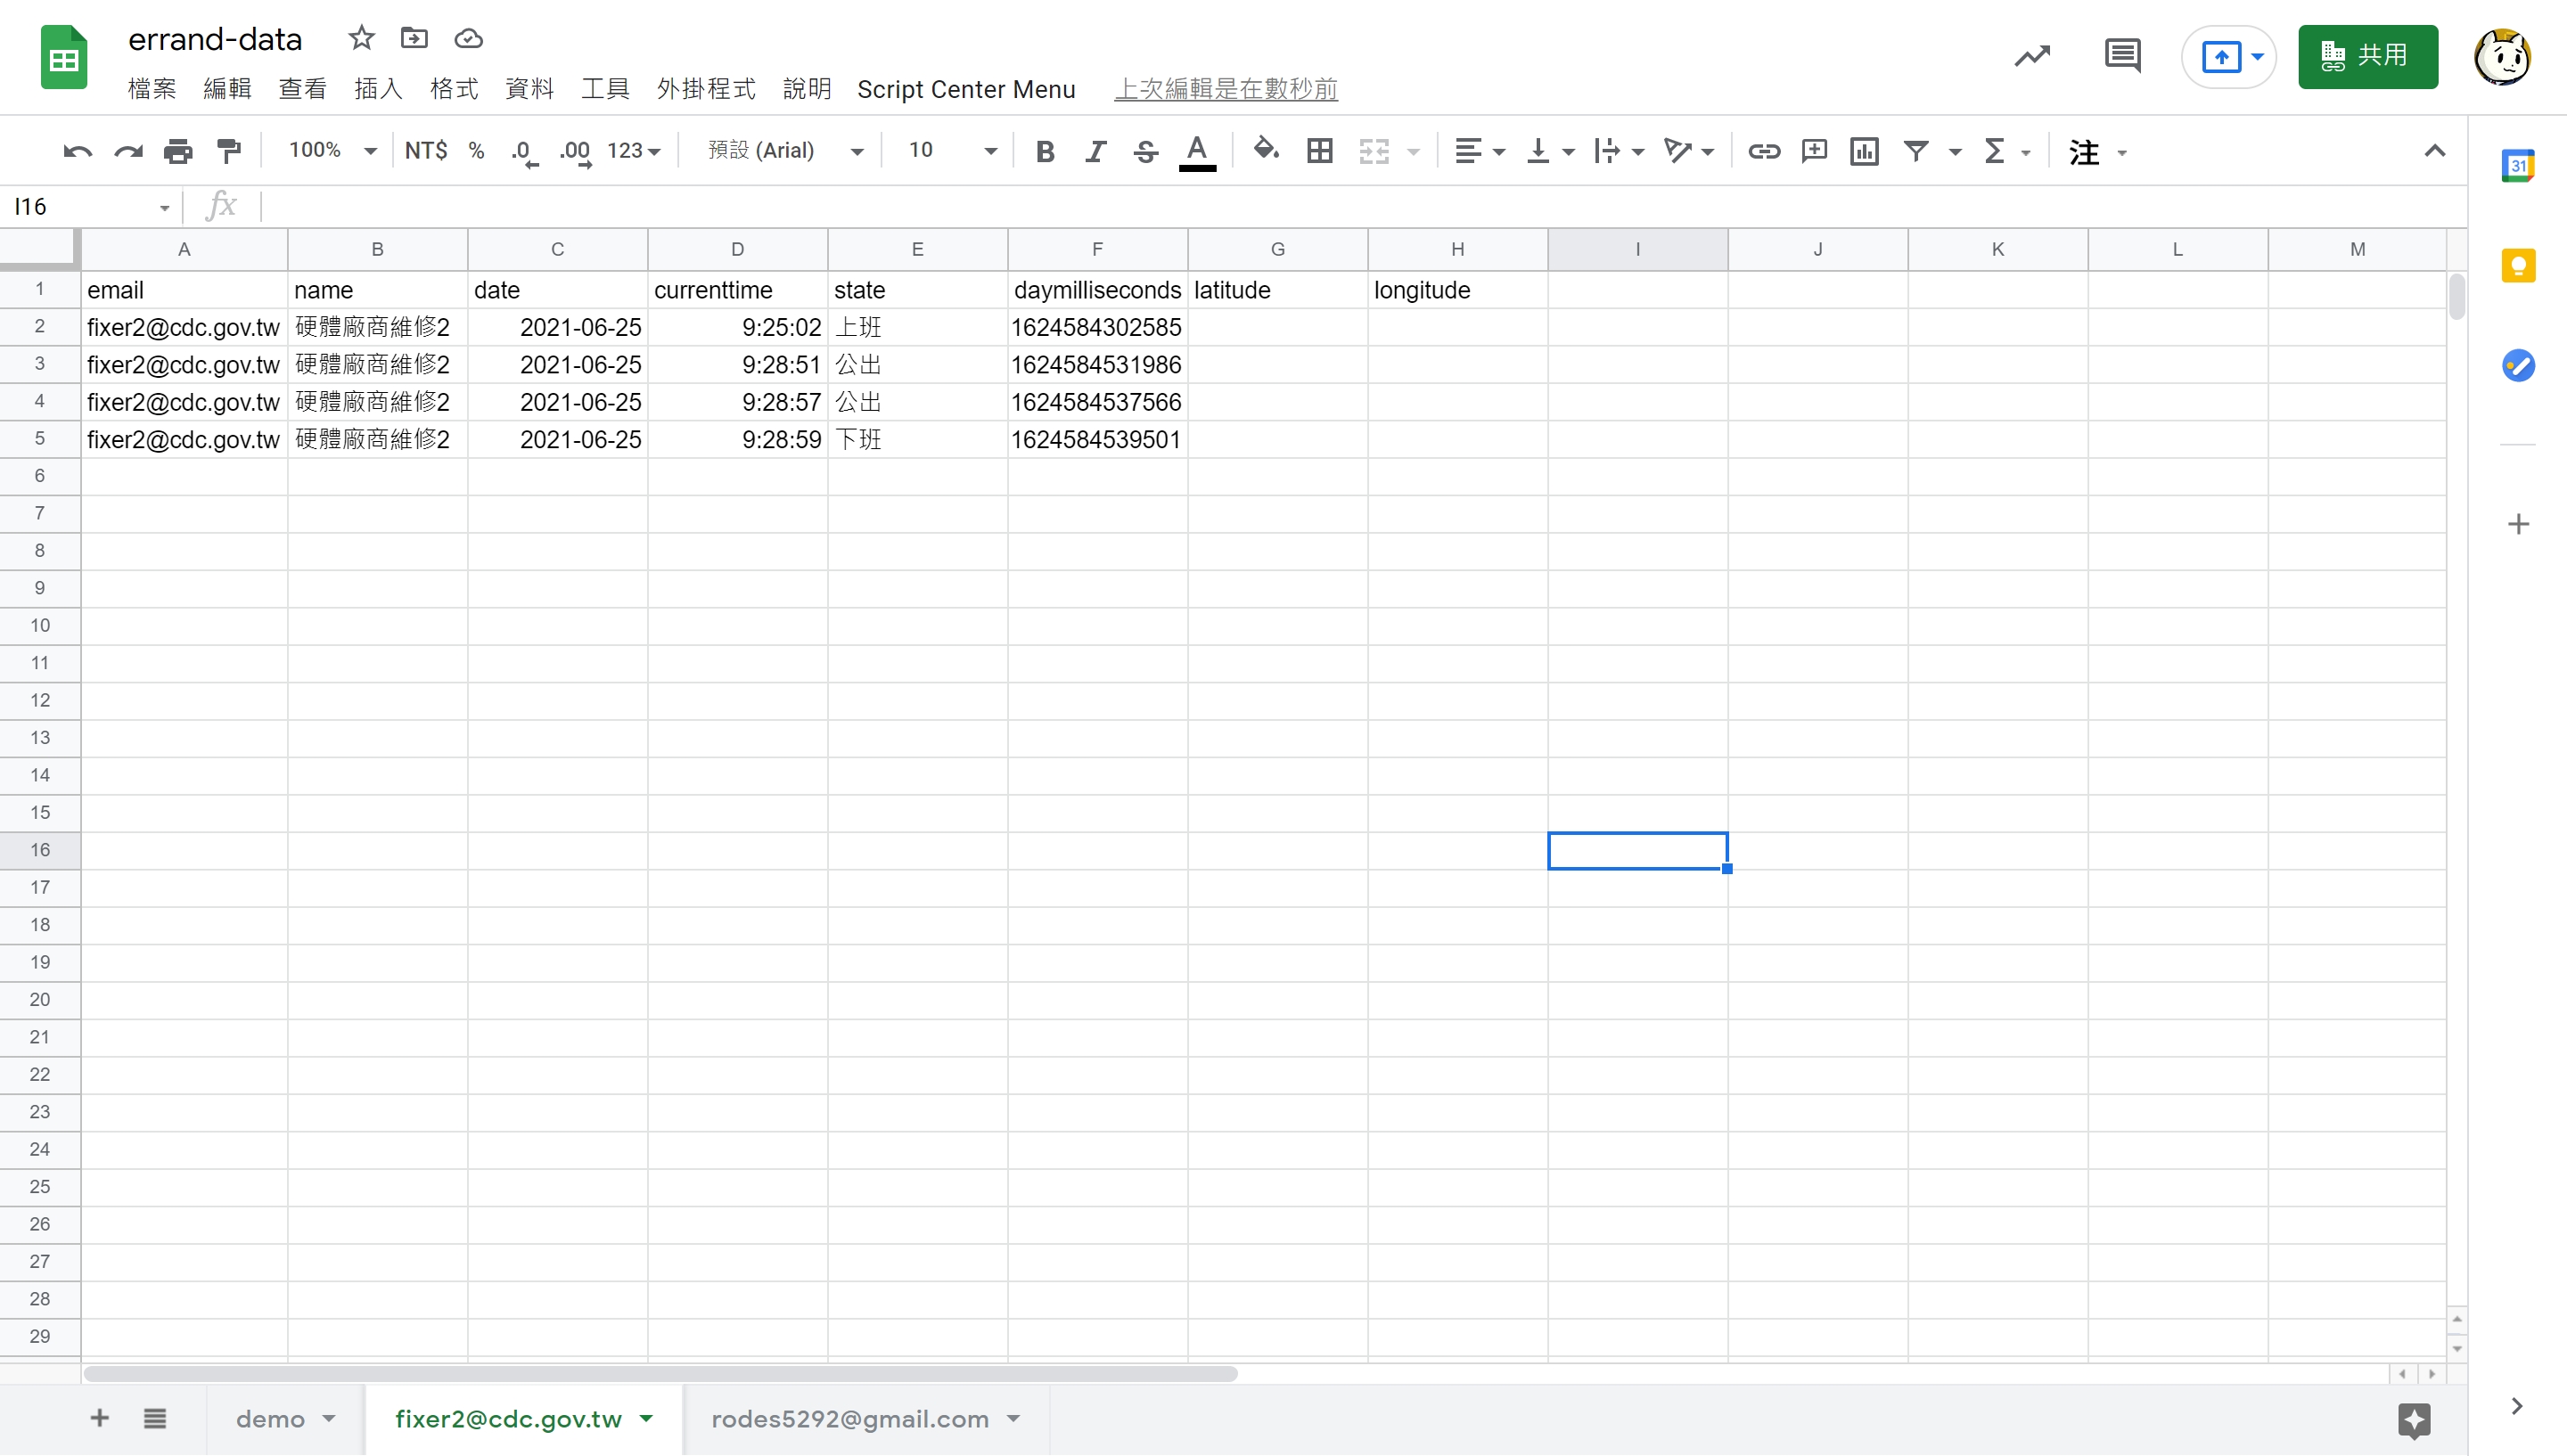 errand-data
檔案 編輯 查看 插入 格式 資料 工具 外掛程式 說明 Script Center Menu 上次編輯是在數秒前
共用
100% NT$ % .0 .00 123 預設 (Arial) 10 B I S A 注
31
I16 fx
A B C D E F G H I J K L M
1 email name date currenttime state daymilliseconds latitude longitude
2 fixer2@cdc.gov.tw 硬體廠商維修2 2021-06-25 9:25:02 上班 1624584302585
3 fixer2@cdc.gov.tw 硬體廠商維修2 2021-06-25 9:28:51 公出 1624584531986
4 fixer2@cdc.gov.tw 硬體廠商維修2 2021-06-25 9:28:57 公出 1624584537566
5 fixer2@cdc.gov.tw 硬體廠商維修2 2021-06-25 9:28:59 下班 1624584539501
6
7
8
9
10
11
12
13
14
15
16
17
18
19
20
21
22
23
24
25
26
27
28
29
demo fixer2@cdc.gov.tw rodes5292@gmail.com